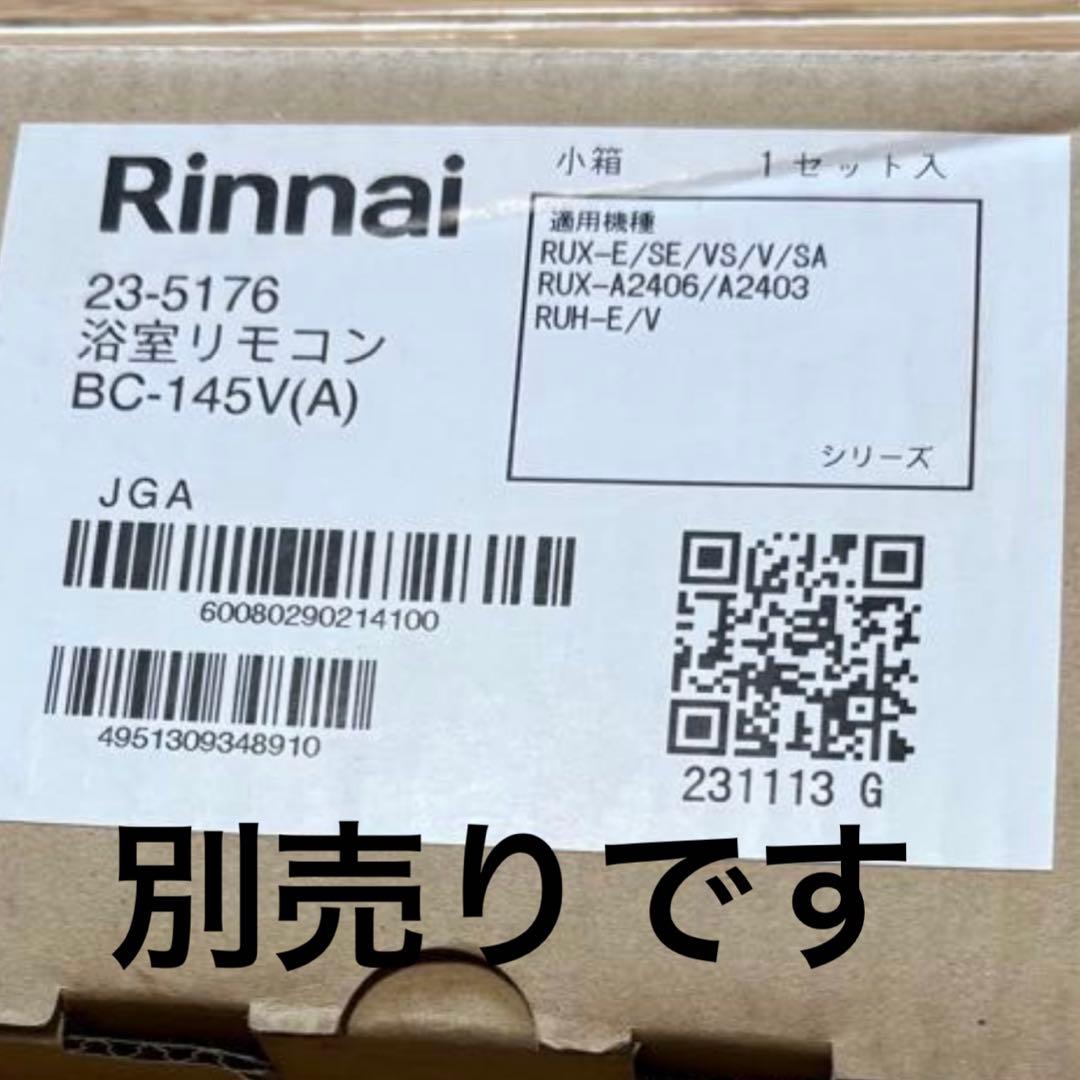 Rinnai
23-5176
浴室リモコン
BC-145V(A)
小箱 1セット入
適用機種
RUX-E/SE/VS/V/SA
RUX-A2406/A2403
RUH-E/V
シリーズ
JGA
60080290214100
4951309348910
231113 G
別売りです